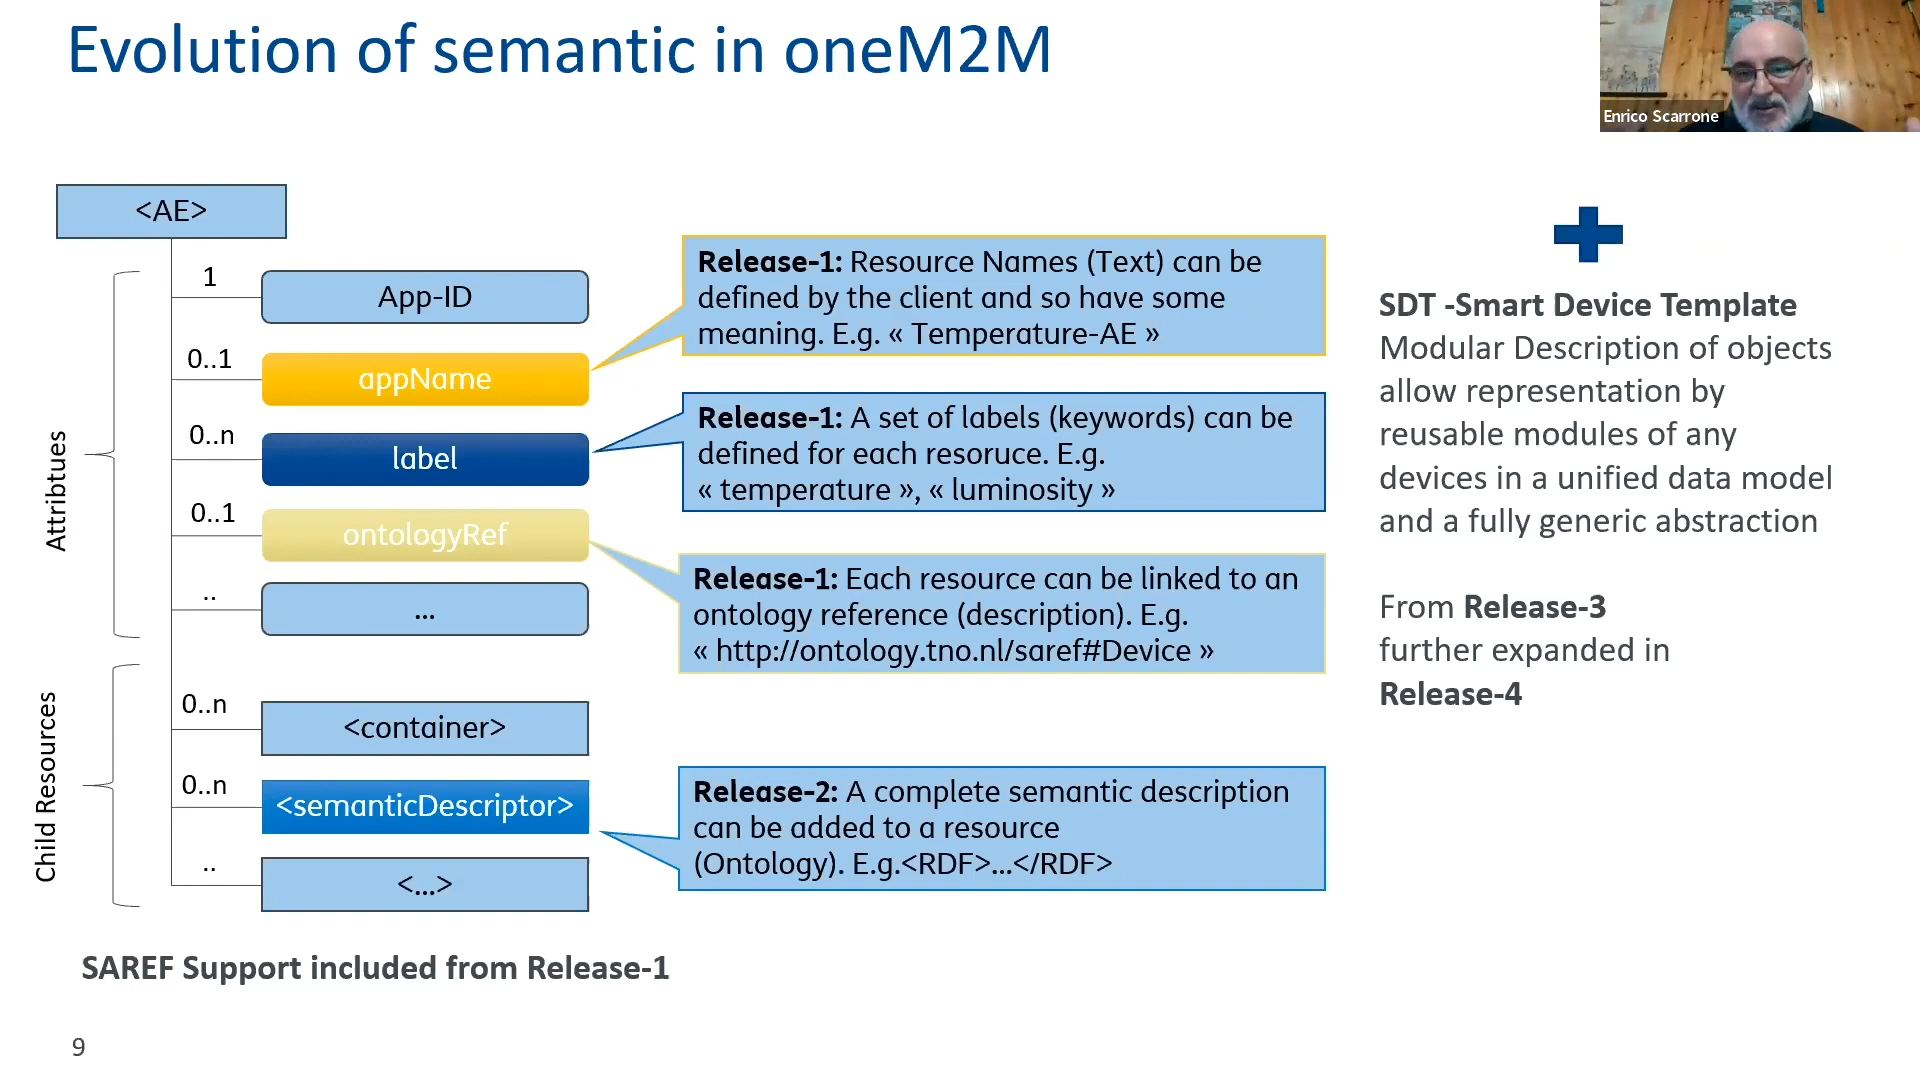 Evolution of semantic in oneM2M
Enrico Scarrone
<AE>
Attribtues
1
App-ID
0..1
appName
0..n
label
0..1
ontologyRef
..
...
Child Resources
0..n
<container>
0..n
<semanticDescriptor>
..
<...>
Release-1: Resource Names (Text) can be
defined by the client and so have some
meaning. E.g. « Temperature-AE »
Release-1: A set of labels (keywords) can be
defined for each resoruce. E.g.
« temperature », « luminosity »
Release-1: Each resource can be linked to an
ontology reference (description). E.g.
« http://ontology.tno.nl/saref#Device »
Release-2: A complete semantic description
can be added to a resource
(Ontology). E.g.<RDF>...</RDF>
SDT -Smart Device Template
Modular Description of objects
allow representation by
reusable modules of any
devices in a unified data model
and a fully generic abstraction
From Release-3
further expanded in
Release-4
SAREF Support included from Release-1
9